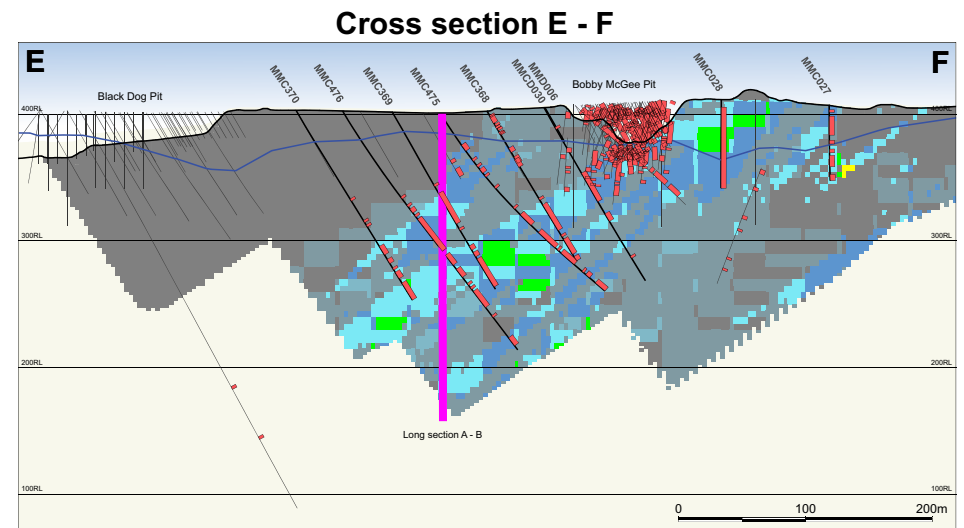 Cross section E - F
E
F
MMC370
MMC476
MMC369
MMC475
MMC368
MMCD030
MMD006
MMC028
MMC027
Black Dog Pit
Bobby McGee Pit
400RL
400RL
300RL
300RL
200RL
200RL
Long section A - B
100RL
100RL
0
100
200m